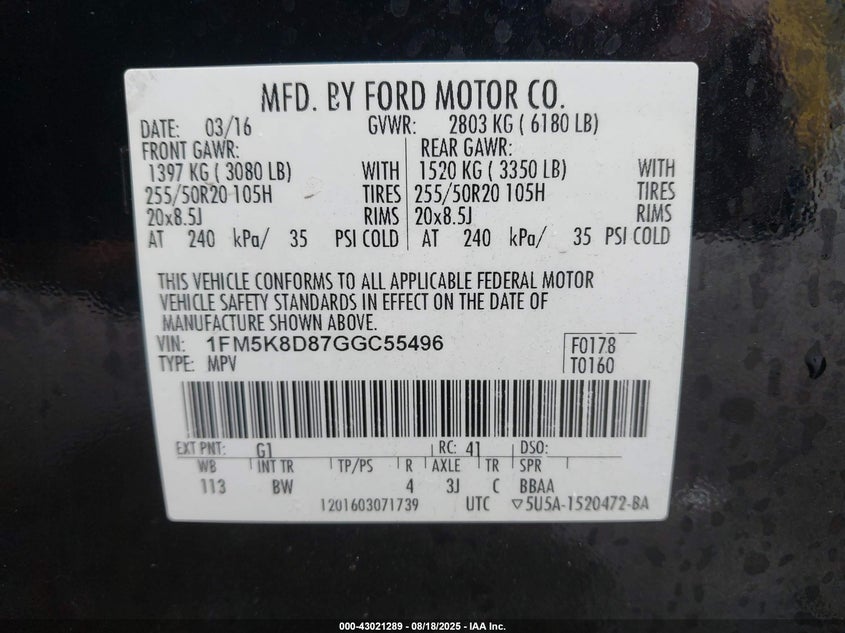 MFD. BY FORD MOTOR CO.
DATE: 03/16 GVWR: 2803 KG ( 6180 LB)
FRONT GAWR: REAR GAWR:
1397 KG ( 3080 LB) WITH 1520 KG ( 3350 LB) WITH
255/50R20 105H TIRES 255/50R20 105H TIRES
20x8.5J RIMS 20x8.5J RIMS
AT 240 kPa/ 35 PSI COLD AT 240 kPa/ 35 PSI COLD
THIS VEHICLE CONFORMS TO ALL APPLICABLE FEDERAL MOTOR
VEHICLE SAFETY STANDARDS IN EFFECT ON THE DATE OF
MANUFACTURE SHOWN ABOVE.
VIN: 1FM5K8D87GGC55496 F0178
TYPE: MPV T0160
EXT PNT: G1 RC: 41 DSO:
WB INT TR TP/PS R AXLE TR SPR
113 BW 4 3J C BBAA
1201603071739 UTC ▽5U5A-1520472-BA
000-43021289 - 08/18/2025 - IAA Inc.